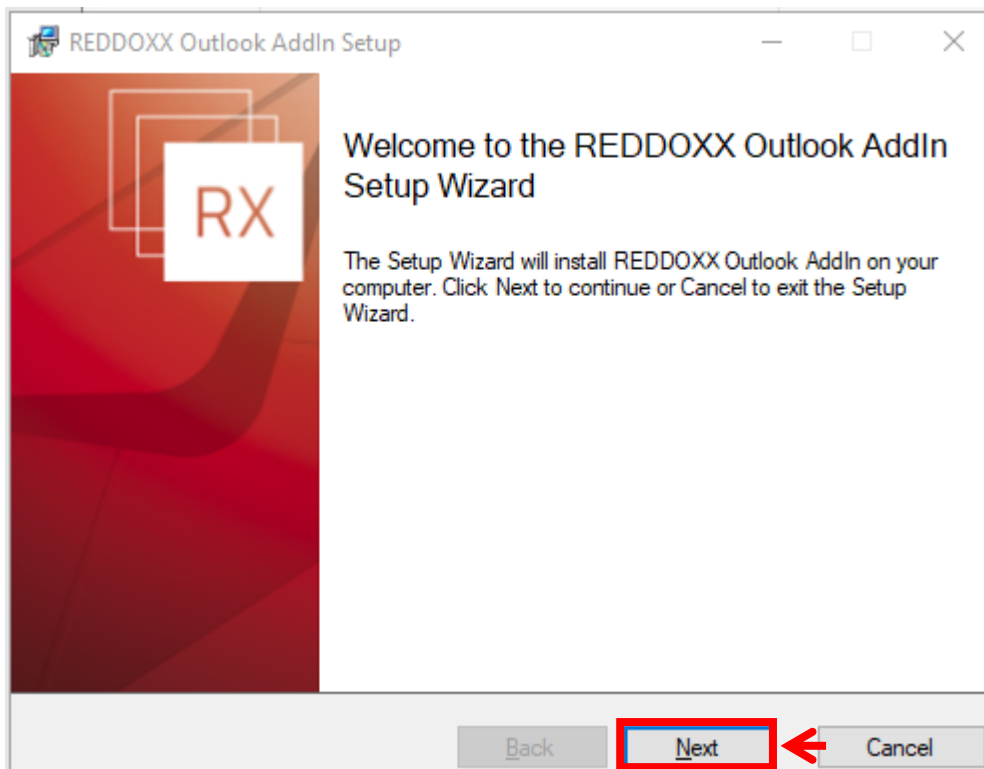 REDDOXX Outlook AddIn Setup
RX
Welcome to the REDDOXX Outlook AddIn
Setup Wizard
The Setup Wizard will install REDDOXX Outlook AddIn on your
computer. Click Next to continue or Cancel to exit the Setup
Wizard.
Back Next Cancel